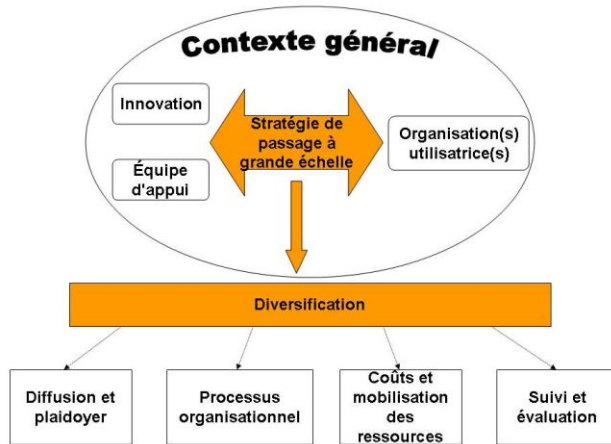 Contexte général
Innovation
Stratégie de
passage à
grande échelle
Organisation(s)
utilisatrice(s)
Équipe
d'appui
Diversification
Diffusion et
plaidoyer
Processus
organisationnel
Coûts et
mobilisation
des
ressources
Suivi et
évaluation